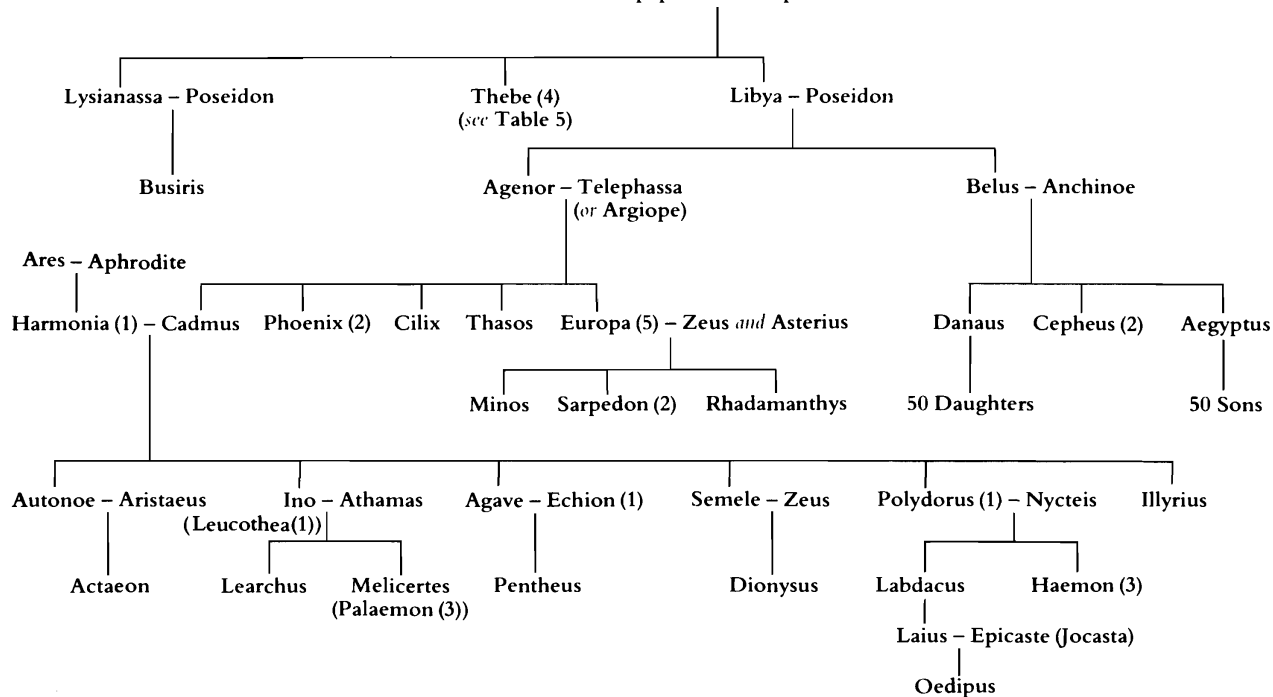 Lysianassa – Poseidon Thebe (4) Libya – Poseidon
(see Table 5)
Busiris Agenor – Telephassa Belus – Anchinoe
(or Argiope)
Ares – Aphrodite
Harmonia (1) – Cadmus Phoenix (2) Cilix Thasos Europa (5) – Zeus and Asterius Danaus Cepheus (2) Aegyptus
Minos Sarpedon (2) Rhadamanthys 50 Daughters 50 Sons
Autonoe – Aristaeus Ino – Athamas Agave – Echion (1) Semele – Zeus Polydorus (1) – Nycteis Illyrius
(Leucothea(1))
Actaeon Learchus Melicertes Pentheus Dionysus Labdacus Haemon (3)
(Palaemon (3))
Laius – Epicaste (Jocasta)
Oedipus